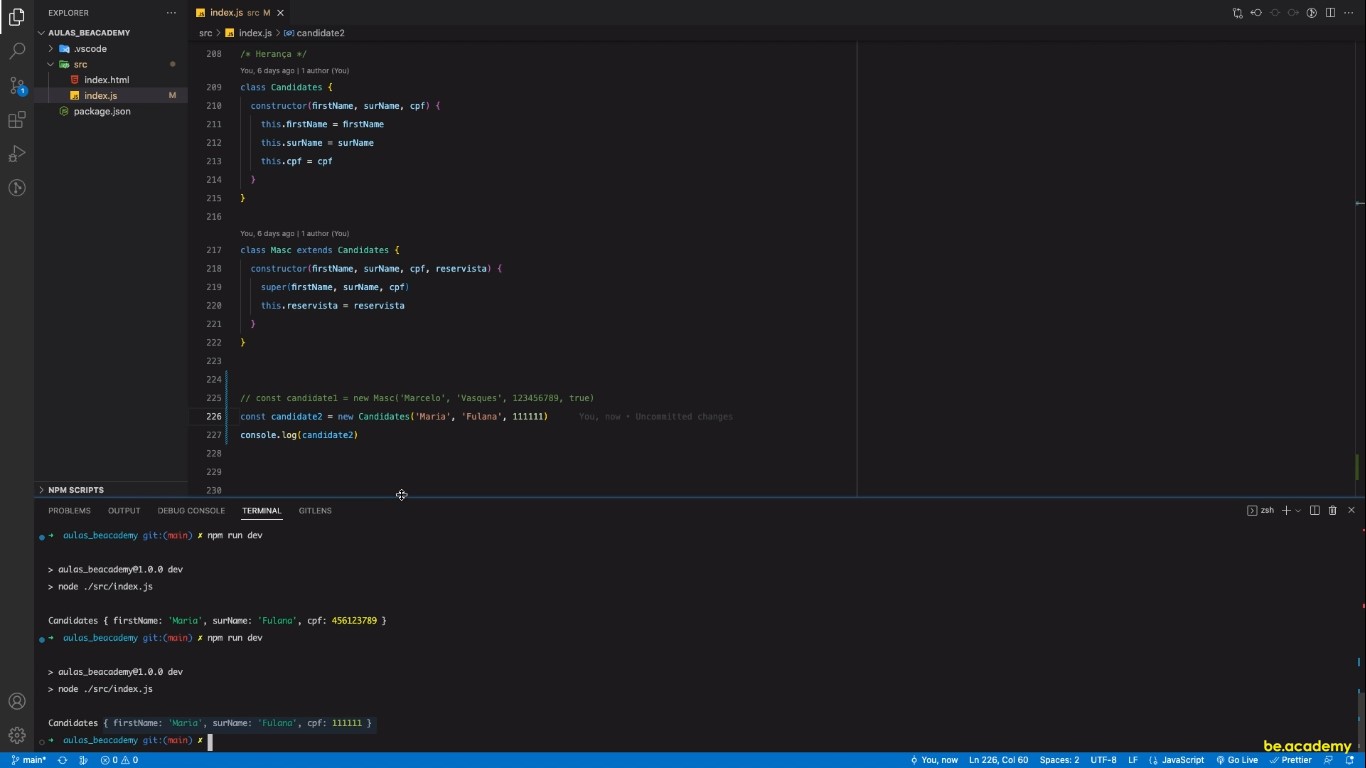 EXPLORER
index.js src M
AULAS_BEACADEMY
.vscode
src
index.html
index.js M
package.json
NPM SCRIPTS
src > index.js > candidate2
208 /* Herança */
You, 6 days ago | 1 author (You)
209 class Candidates {
210 constructor(firstName, surName, cpf) {
211 this.firstName = firstName
212 this.surName = surName
213 this.cpf = cpf
214 }
215 }
216
You, 6 days ago | 1 author (You)
217 class Masc extends Candidates {
218 constructor(firstName, surName, cpf, reservista) {
219 super(firstName, surName, cpf)
220 this.reservista = reservista
221 }
222 }
223
224
225 // const candidate1 = new Masc('Marcelo', 'Vasques', 123456789, true)
226 const candidate2 = new Candidates('Maria', 'Fulana', 111111) You, now • Uncommitted changes
227 console.log(candidate2)
228
229
230
PROBLEMS OUTPUT DEBUG CONSOLE TERMINAL GITLENS
zsh
➜ aulas_beacademy git:(main) ✗ npm run dev
> aulas_beacademy@1.0.0 dev
> node ./src/index.js
Candidates { firstName: 'Maria', surName: 'Fulana', cpf: 456123789 }
➜ aulas_beacademy git:(main) ✗ npm run dev
> aulas_beacademy@1.0.0 dev
> node ./src/index.js
Candidates { firstName: 'Maria', surName: 'Fulana', cpf: 111111 }
➜ aulas_beacademy git:(main) ✗
be.academy
main* 0 0 You, now Ln 226, Col 60 Spaces: 2 UTF-8 LF JavaScript Go Live Prettier
1